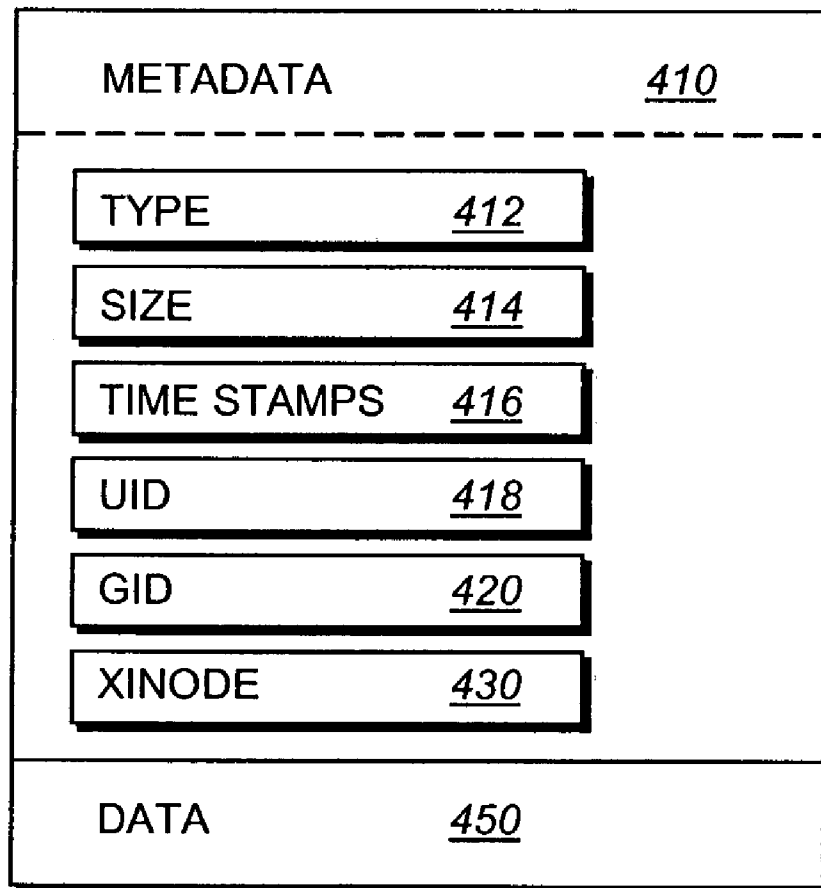 METADATA 410
TYPE 412
SIZE 414
TIME STAMPS 416
UID 418
GID 420
XINODE 430
DATA 450